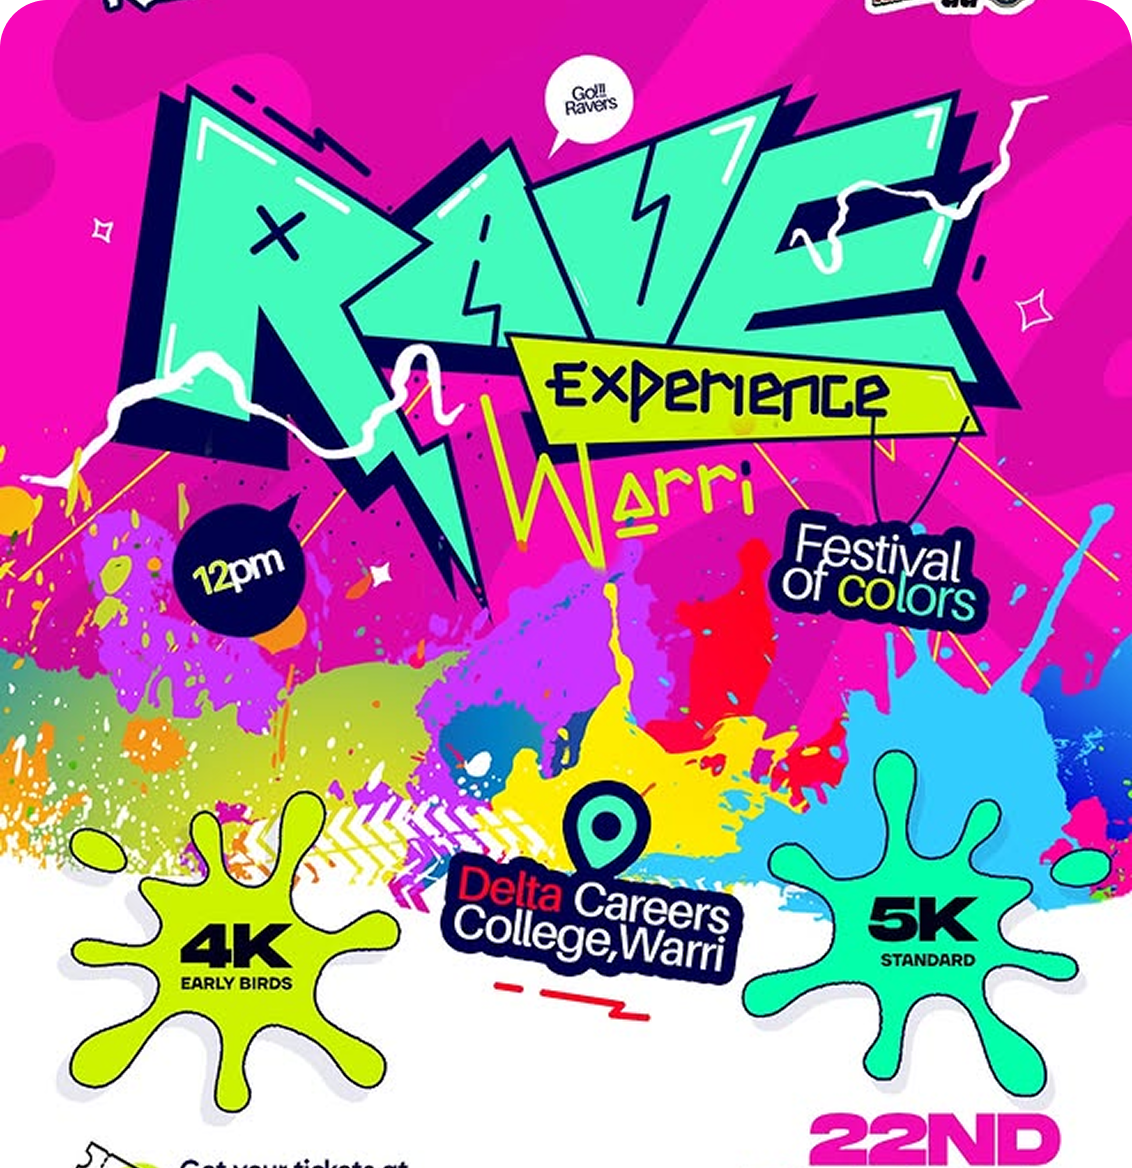 Go!!!
Ravers
RAVE
Experience
Warri
12pm
Festival
of colors
Delta Careers
College,Warri
4K
EARLY BIRDS
5K
STANDARD
22ND
Get your tickets at